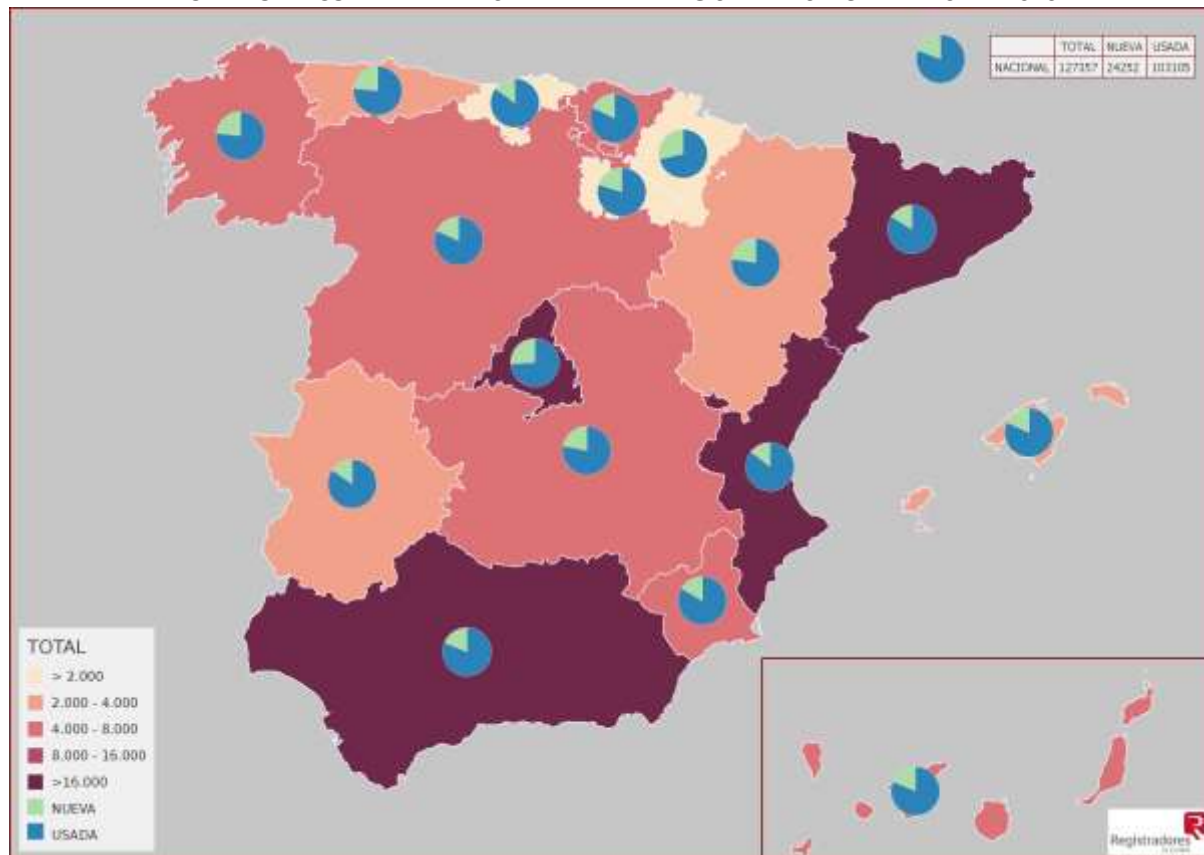 TOTAL NUEVA USADA
NACIONAL 127357 24252 103105
TOTAL
> 2.000
2.000 - 4.000
4.000 - 8.000
8.000 - 16.000
>16.000
NUEVA
USADA
Registradores